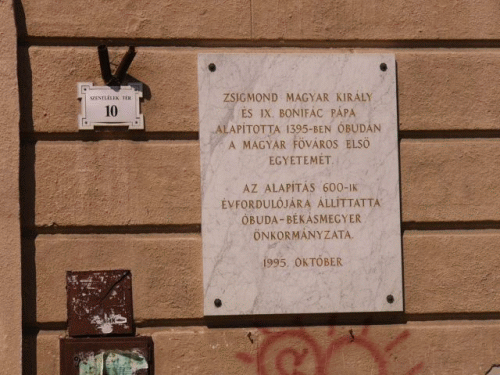 SZENTLÉLEK TÉR
10
ZSIGMOND MAGYAR KIRÁLY
ÉS IX. BONIFÁC PÁPA
ALAPÍTOTTA 1395-BEN ÓBUDÁN
A MAGYAR FŐVÁROS ELSŐ
EGYETEMÉT.
AZ ALAPÍTÁS 600-IK
ÉVFORDULÓJÁRA ÁLLÍTTATTA
ÓBUDA-BÉKÁSMEGYER
ÖNKORMÁNYZATA.
1995. OKTÓBER